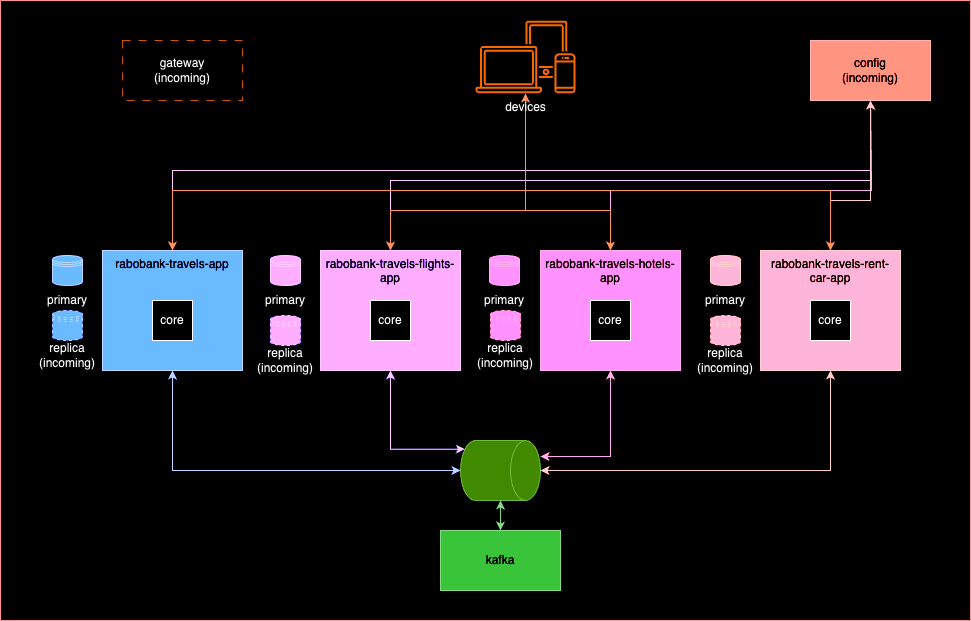 gateway
(incoming)
devices
config
(incoming)
rabobank-travels-app
core
primary
replica
(incoming)
rabobank-travels-flights-
app
core
primary
replica
(incoming)
rabobank-travels-hotels-
app
core
primary
replica
(incoming)
rabobank-travels-rent-
car-app
core
primary
replica
(incoming)
kafka